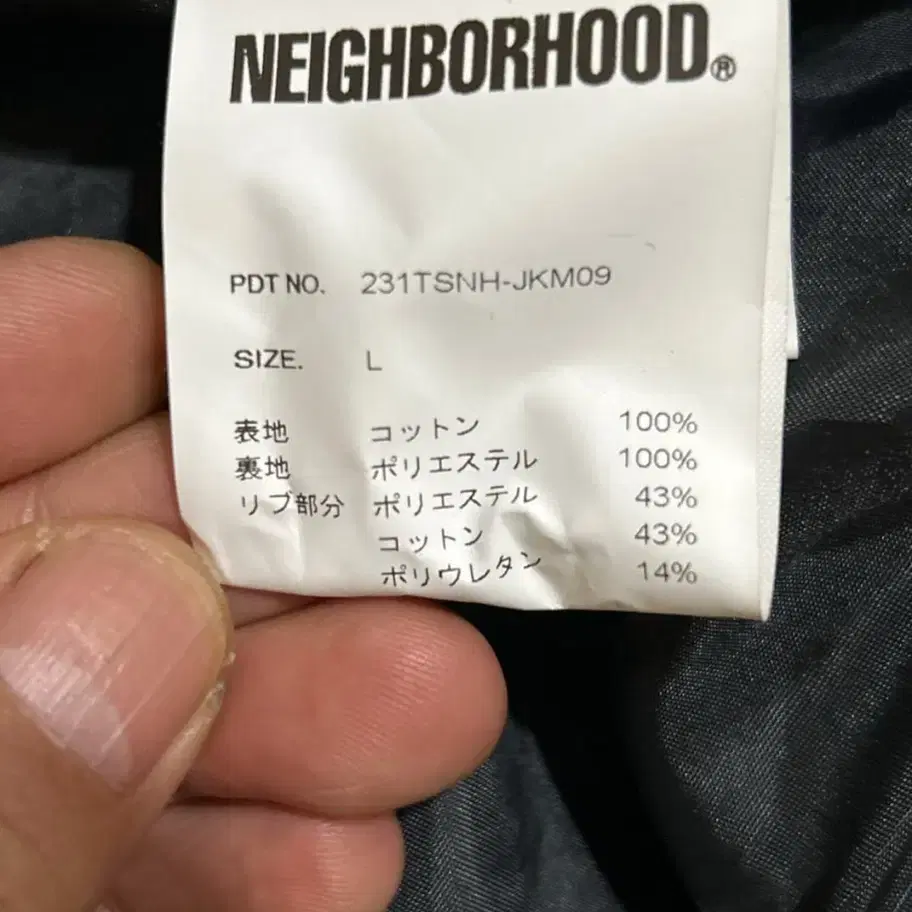 NEIGHBORHOOD®
PDT NO. 231TSNH-JKM09
SIZE. L
表地 コットン 100%
裏地 ポリエステル 100%
リブ部分 ポリエステル 43%
コットン 43%
ポリウレタン 14%